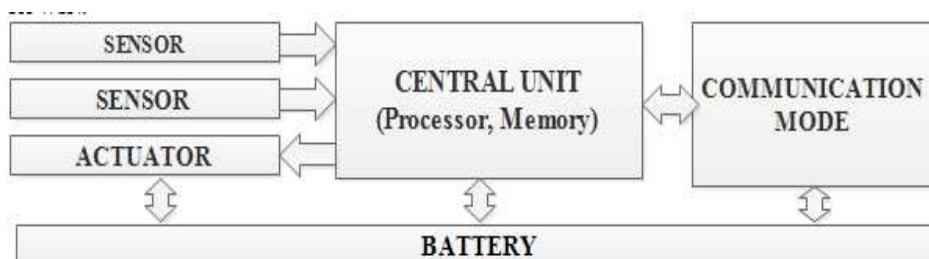 SENSOR
SENSOR
ACTUATOR
CENTRAL UNIT
(Processor, Memory)
COMMUNICATION
MODE
BATTERY